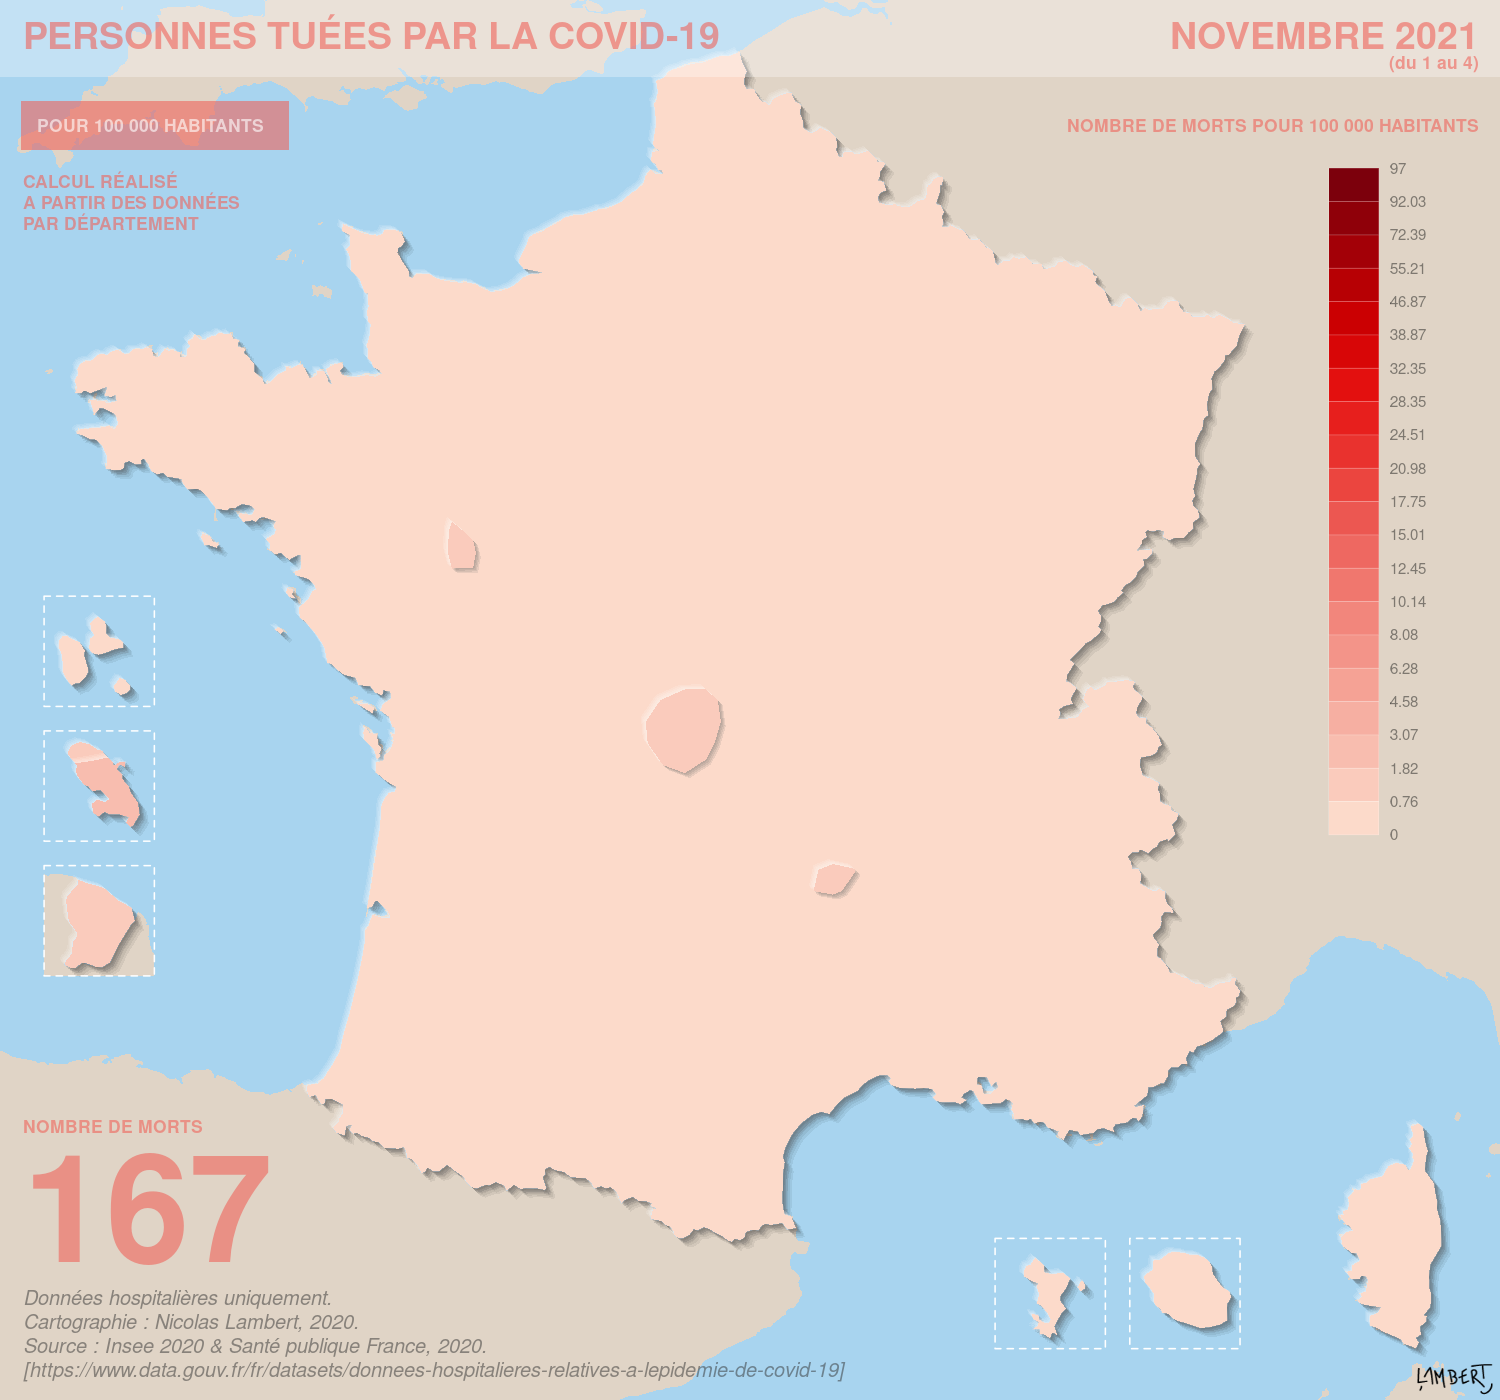 PERSONNES TUÉES PAR LA COVID-19
NOVEMBRE 2021
(du 1 au 4)
POUR 100 000 HABITANTS
CALCUL RÉALISÉ
A PARTIR DES DONNÉES
PAR DÉPARTEMENT
NOMBRE DE MORTS POUR 100 000 HABITANTS
97
92.03
72.39
55.21
46.87
38.87
32.35
28.35
24.51
20.98
17.75
15.01
12.45
10.14
8.08
6.28
4.58
3.07
1.82
0.76
0
NOMBRE DE MORTS
167
Données hospitalières uniquement.
Cartographie : Nicolas Lambert, 2020.
Source : Insee 2020 & Santé publique France, 2020.
[https://www.data.gouv.fr/fr/datasets/donnees-hospitalieres-relatives-a-lepidemie-de-covid-19]
LAMBERT